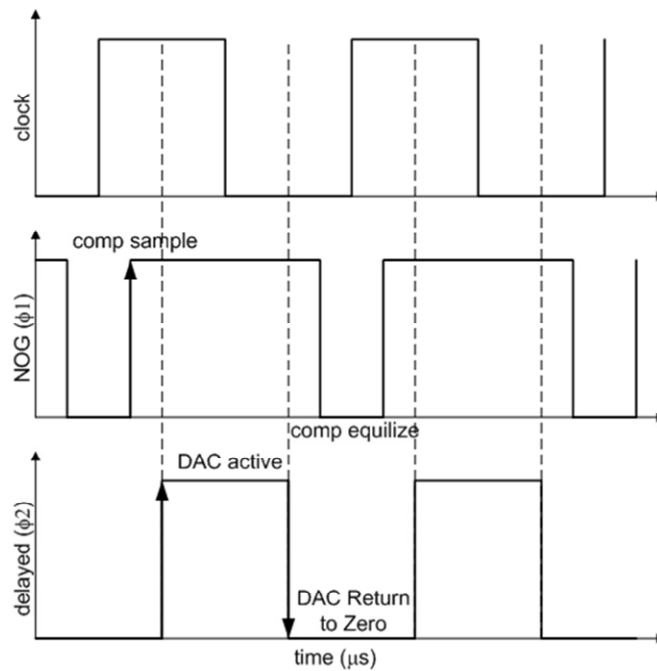 clock
comp sample
NOG (ϕ1)
comp equilize
DAC active
delayed (ϕ2)
DAC Return
to Zero
time (μs)